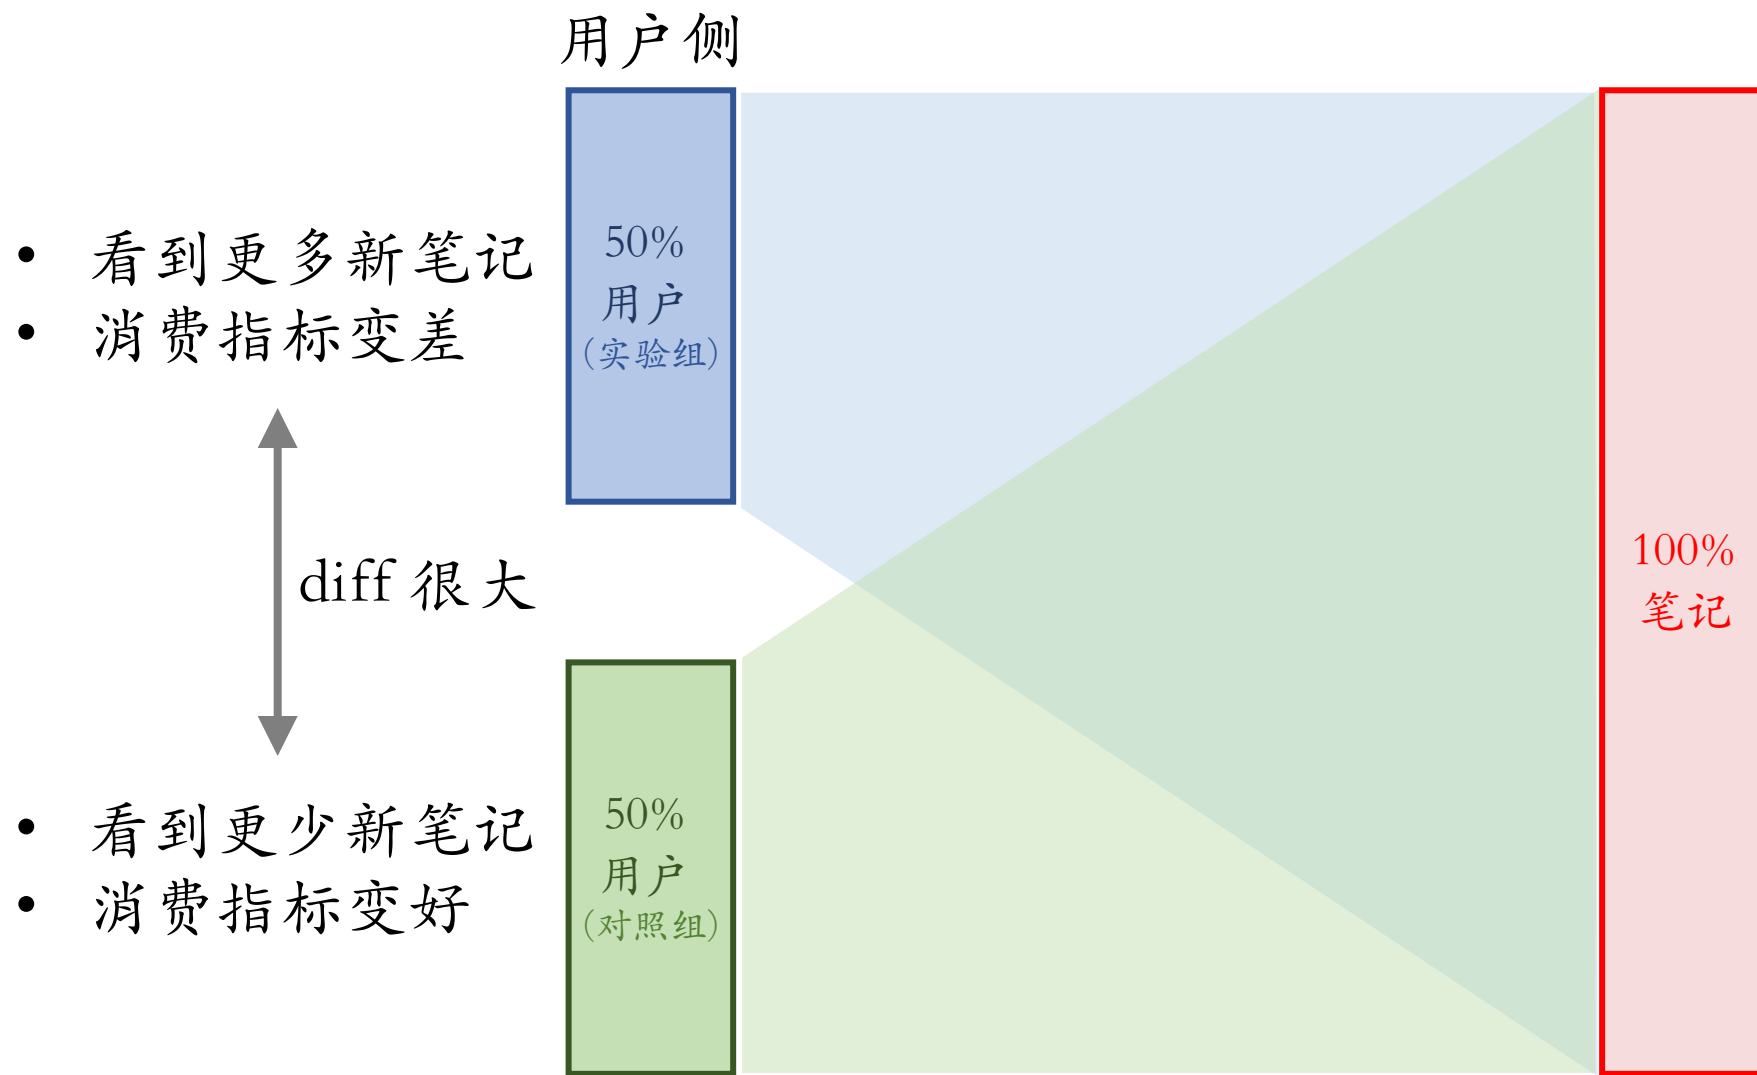 用户侧
• 看到更多新笔记
• 消费指标变差
50%
用户
(实验组)
diff 很大
100%
笔记
• 看到更少新笔记
• 消费指标变好
50%
用户
(对照组)